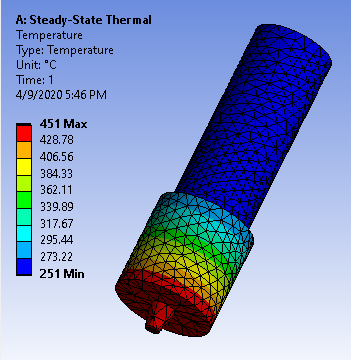 A: Steady-State Thermal
Temperature
Type: Temperature
Unit: °C
Time: 1
4/9/2020 5:46 PM
451 Max
428.78
406.56
384.33
362.11
339.89
317.67
295.44
273.22
251 Min